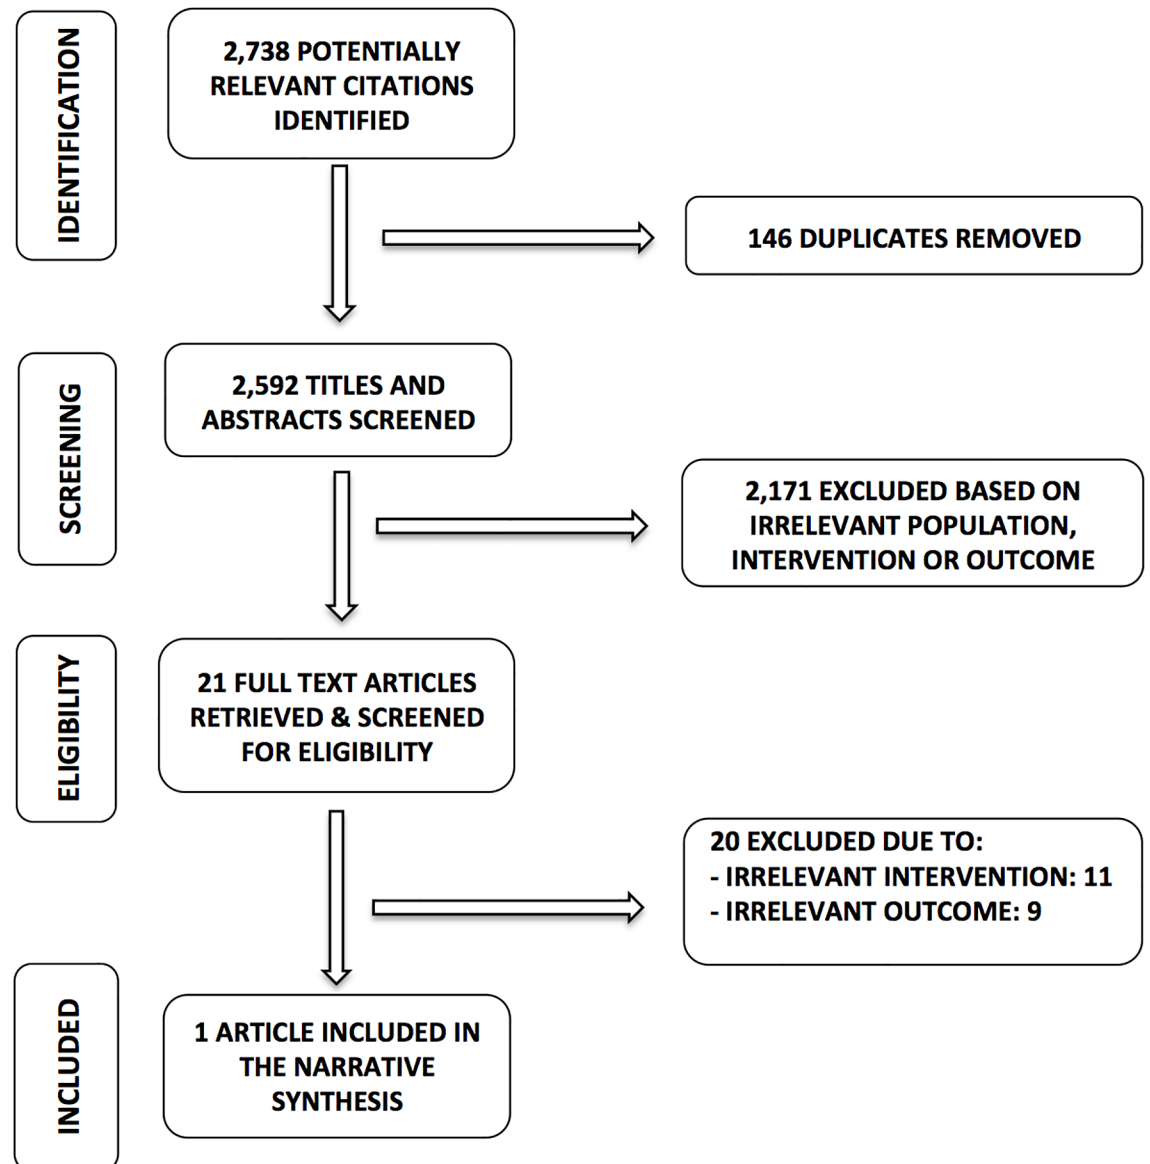 IDENTIFICATION
2,738 POTENTIALLY
RELEVANT CITATIONS
IDENTIFIED
146 DUPLICATES REMOVED
SCREENING
2,592 TITLES AND
ABSTRACTS SCREENED
2,171 EXCLUDED BASED ON
IRRELEVANT POPULATION,
INTERVENTION OR OUTCOME
ELIGIBILITY
21 FULL TEXT ARTICLES
RETRIEVED & SCREENED
FOR ELIGIBILITY
20 EXCLUDED DUE TO:
- IRRELEVANT INTERVENTION: 11
- IRRELEVANT OUTCOME: 9
INCLUDED
1 ARTICLE INCLUDED IN
THE NARRATIVE
SYNTHESIS